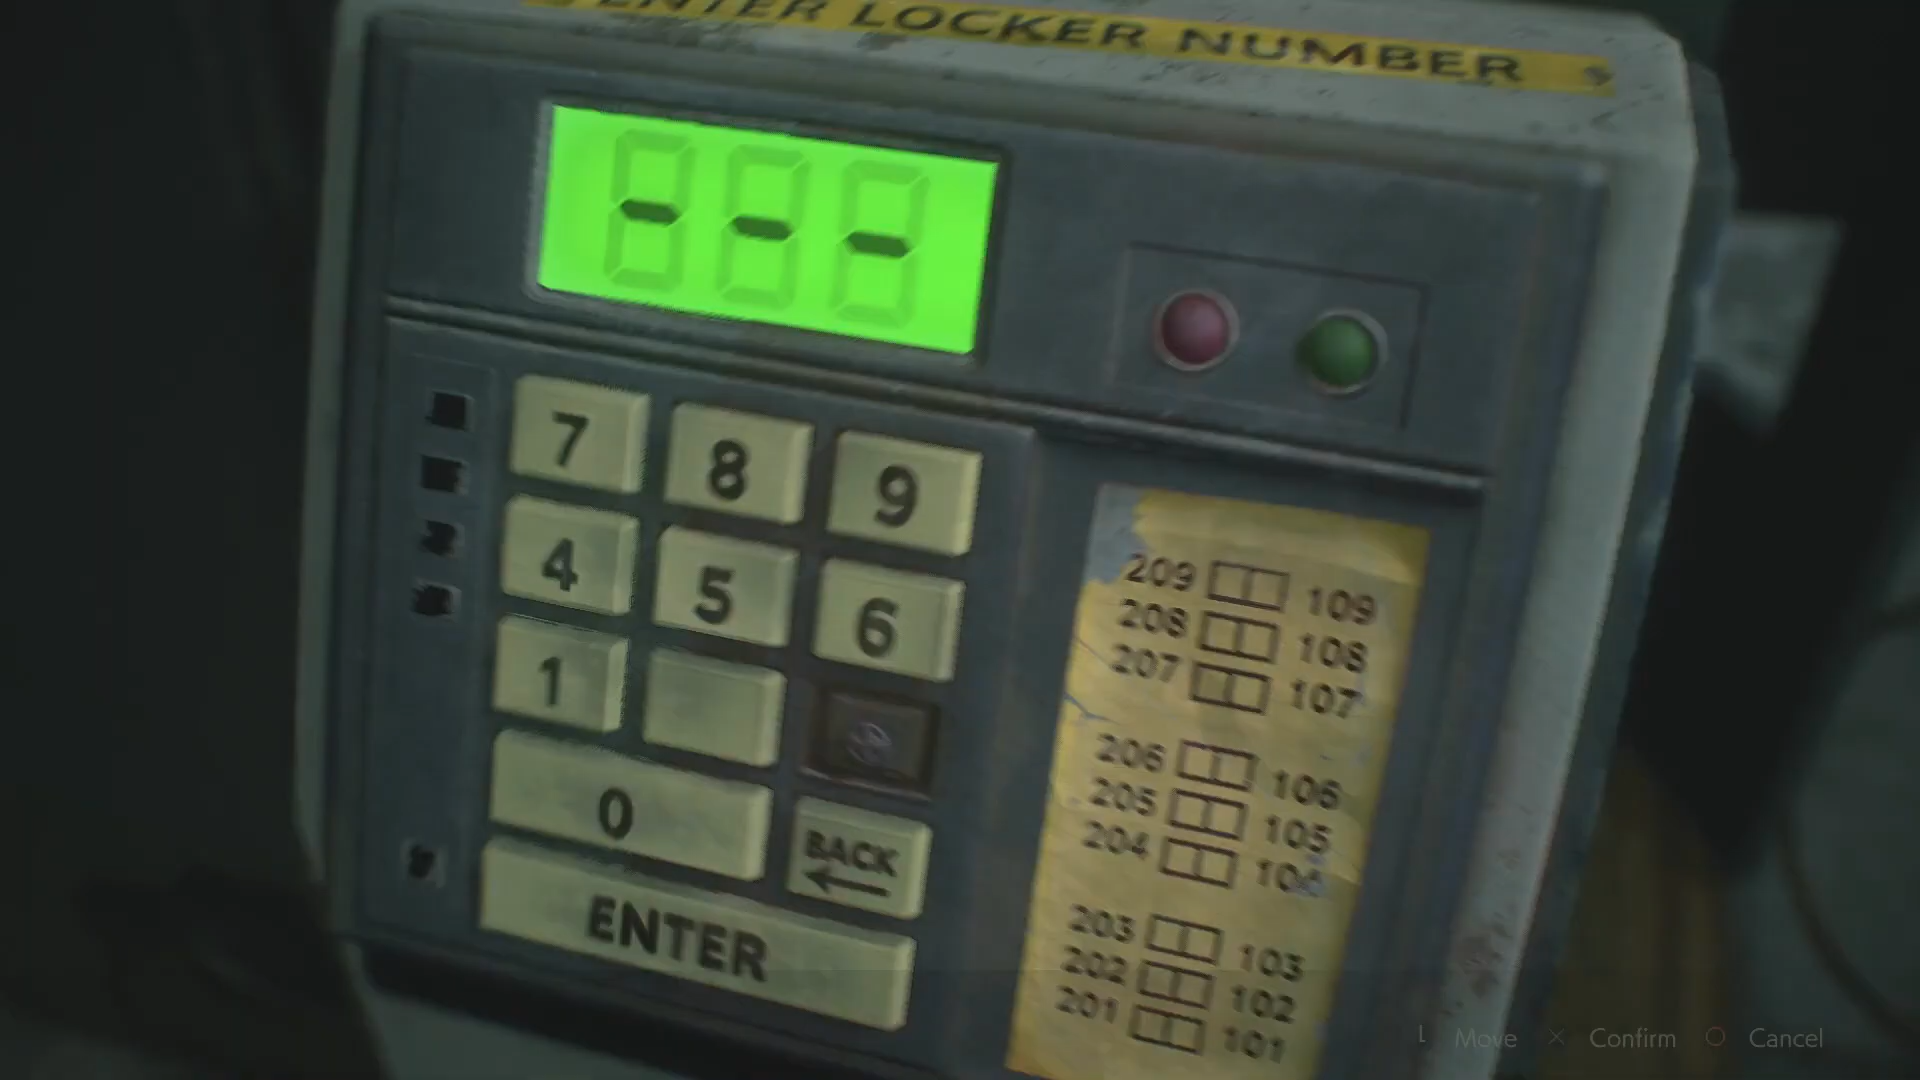 ENTER LOCKER NUMBER
7 8 9
4 5 6
1
0 BACK
ENTER
209 109
208 108
207 107
206 106
205 105
204 104
203 103
202 102
201 101
L Move × Confirm ○ Cancel